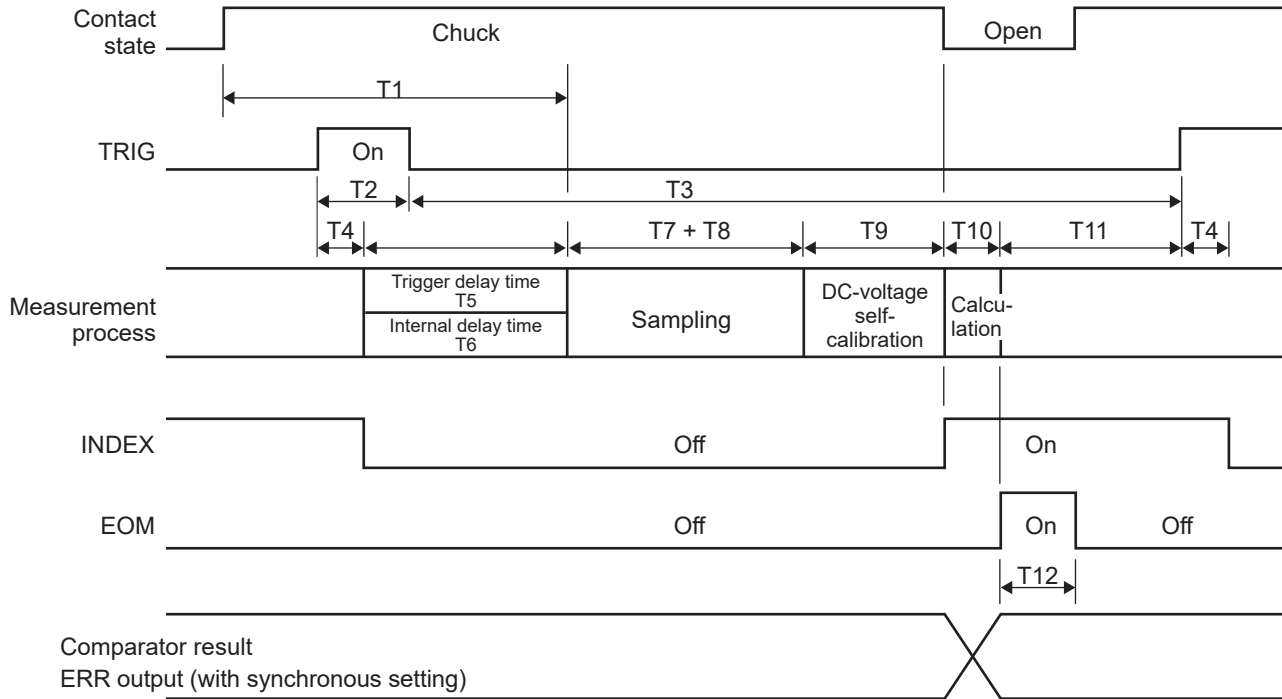 Contact
state
Chuck
Open
T1
TRIG
On
T2
T3
T4
T7 + T8
T9
T10
T11
T4
Measurement
process
Trigger delay time
T5
Internal delay time
T6
Sampling
DC-voltage
self-
calibration
Calcu-
lation
INDEX
Off
On
EOM
Off
On
Off
T12
Comparator result
ERR output (with synchronous setting)